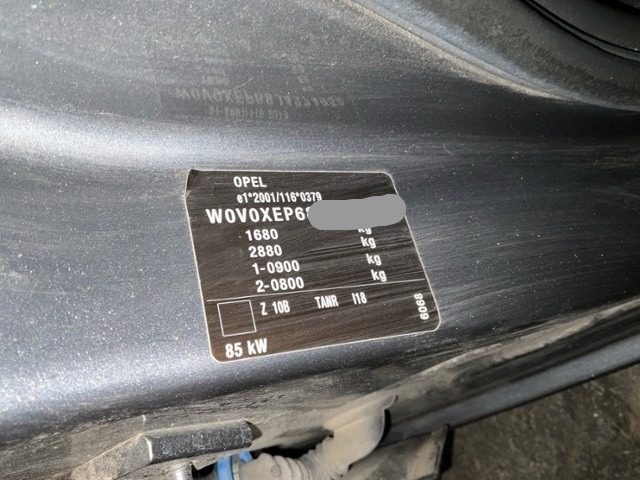 OPEL
e1*2001/116*0379
W0V0XEP68
1680 kg
2880 kg
1-0900 kg
2-0800 kg
Z 10B TANR I18
6068
85 kW